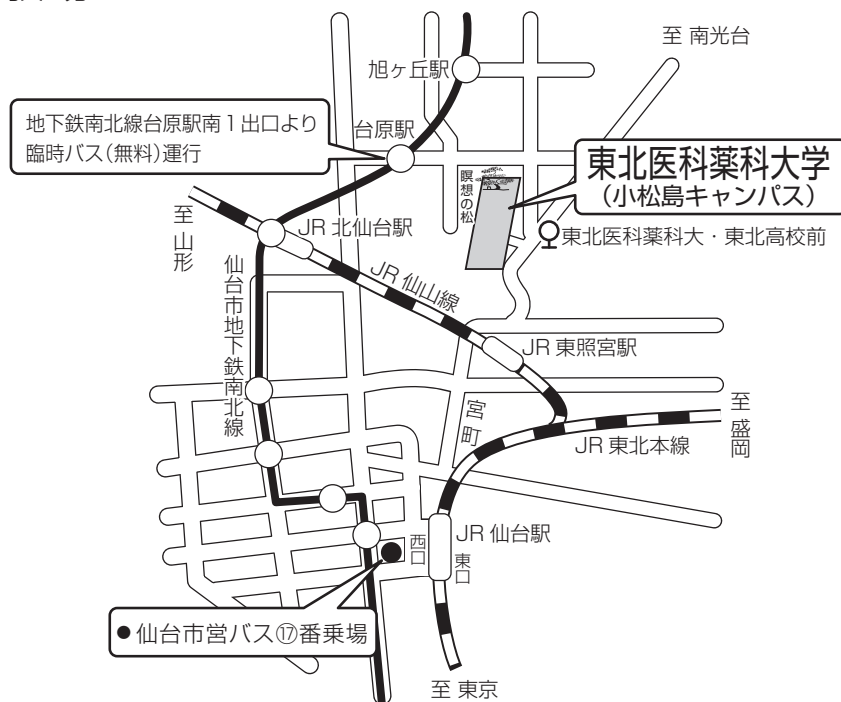 至 南光台
旭ヶ丘駅
地下鉄南北線台原駅南1出口より
臨時バス(無料)運行
台原駅
東北医科薬科大学
(小松島キャンパス)
瞑想の松
至 山形
JR 北仙台駅
東北医科薬科大・東北高校前
JR 仙山線
仙台市地下鉄南北線
JR 東照宮駅
宮町
至 盛岡
JR 東北本線
JR 仙台駅
西口
東口
●仙台市営バス⑰番乗場
至 東京